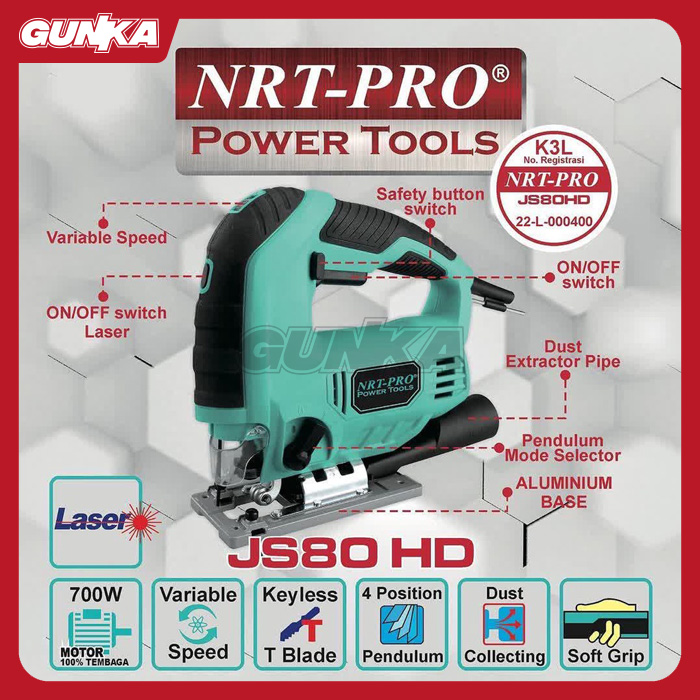 GUNKA
NRT-PRO®
POWER TOOLS
K3L
No. Registrasi
NRT-PRO
JS80HD
22-L-000400
Safety button
switch
Variable Speed
ON/OFF
switch
ON/OFF switch
Laser
GUNKA
Dust
Extractor Pipe
NRT-PRO®
POWER TOOLS
Pendulum
Mode Selector
ALUMINIUM
BASE
Laser
JS80 HD
700W
MOTOR
100% TEMBAGA
Variable
Speed
Keyless
T
T Blade
4 Position
Pendulum
Dust
Collecting
Soft Grip